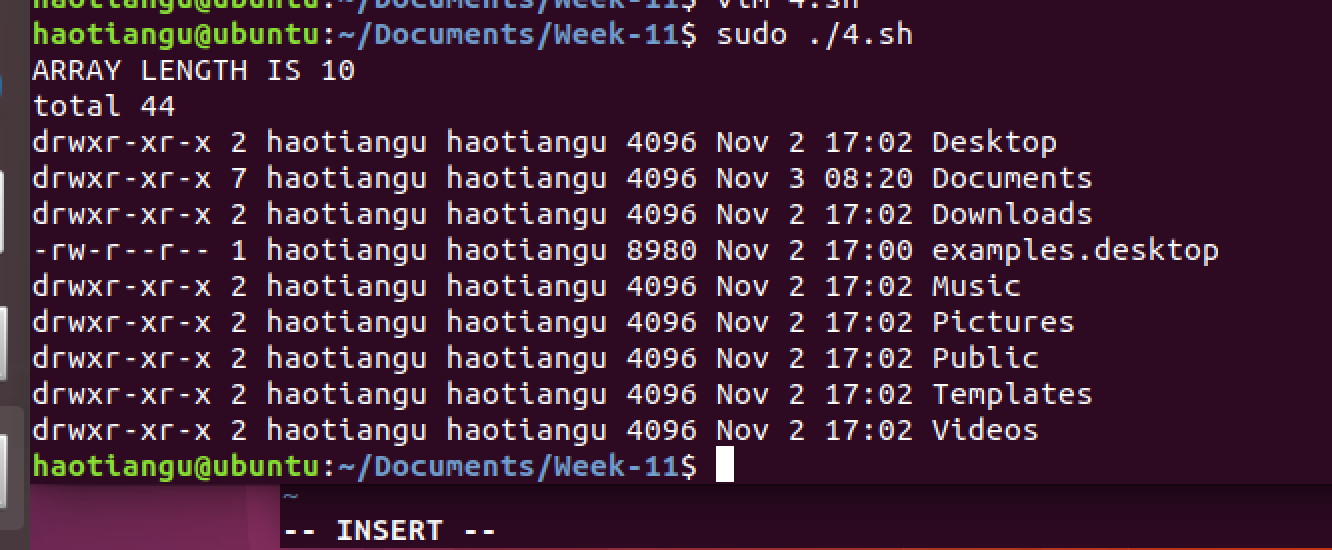 haotiangu@ubuntu:~/Documents/Week-11$ vim 4.sh
haotiangu@ubuntu:~/Documents/Week-11$ sudo ./4.sh
ARRAY LENGTH IS 10
total 44
drwxr-xr-x 2 haotiangu haotiangu 4096 Nov 2 17:02 Desktop
drwxr-xr-x 7 haotiangu haotiangu 4096 Nov 3 08:20 Documents
drwxr-xr-x 2 haotiangu haotiangu 4096 Nov 2 17:02 Downloads
-rw-r--r-- 1 haotiangu haotiangu 8980 Nov 2 17:00 examples.desktop
drwxr-xr-x 2 haotiangu haotiangu 4096 Nov 2 17:02 Music
drwxr-xr-x 2 haotiangu haotiangu 4096 Nov 2 17:02 Pictures
drwxr-xr-x 2 haotiangu haotiangu 4096 Nov 2 17:02 Public
drwxr-xr-x 2 haotiangu haotiangu 4096 Nov 2 17:02 Templates
drwxr-xr-x 2 haotiangu haotiangu 4096 Nov 2 17:02 Videos
haotiangu@ubuntu:~/Documents/Week-11$
~
-- INSERT --